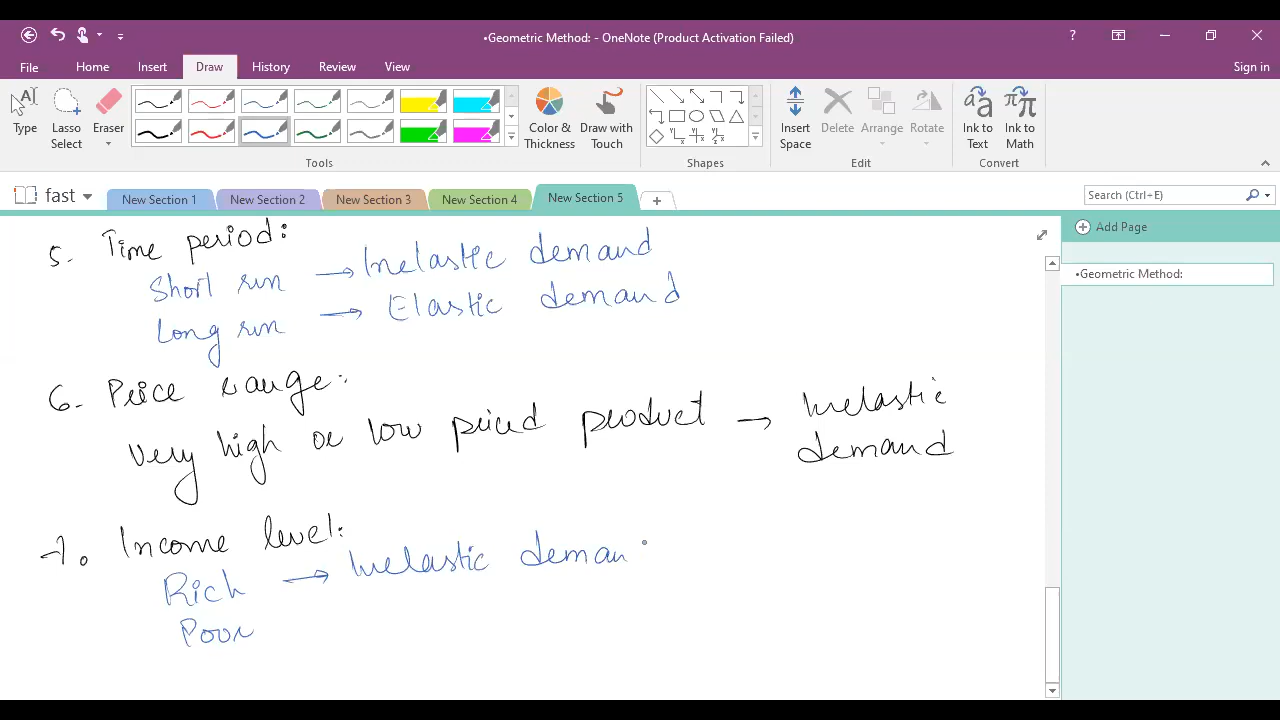 •Geometric Method: - OneNote (Product Activation Failed)
File Home Insert Draw History Review View Sign in
Type Lasso Select Eraser Color & Thickness Draw with Touch Insert Space Delete Arrange Rotate Ink to Text Ink to Math
Tools Shapes Edit Convert
fast New Section 1 New Section 2 New Section 3 New Section 4 New Section 5 Search (Ctrl+E)
Add Page
•Geometric Method:
5. Time period:
Short run → Inelastic demand
Long run → Elastic demand
6. Price range:
Very high or low priced product → Inelastic
demand
7. Income level:
Rich → Inelastic deman
Poor